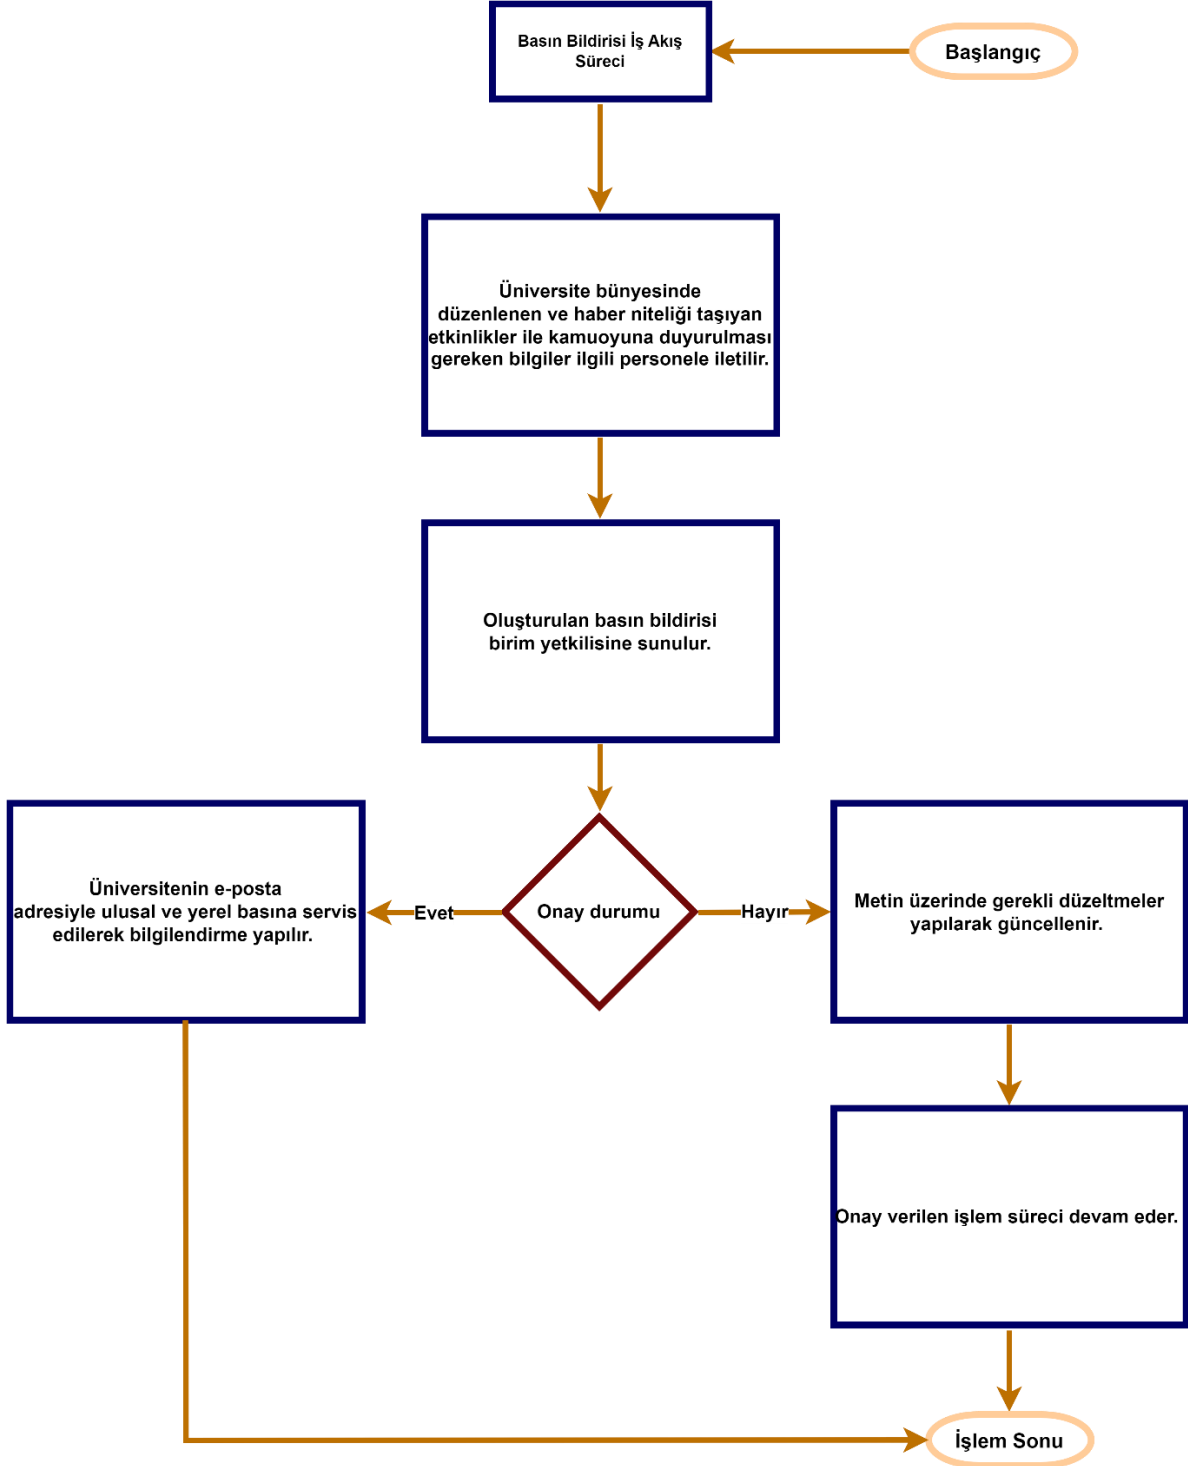 Basın Bildirisi İş Akış
Süreci
Başlangıç
Üniversite bünyesinde
düzenlenen ve haber niteliği taşıyan
etkinlikler ile kamuoyuna duyurulması
gereken bilgiler ilgili personele iletilir.
Oluşturulan basın bildirisi
birim yetkilisine sunulur.
Onay durumu
Evet
Hayır
Üniversitenin e-posta
adresiyle ulusal ve yerel basına servis
edilerek bilgilendirme yapılır.
Metin üzerinde gerekli düzeltmeler
yapılarak güncellenir.
Onay verilen işlem süreci devam eder.
İşlem Sonu